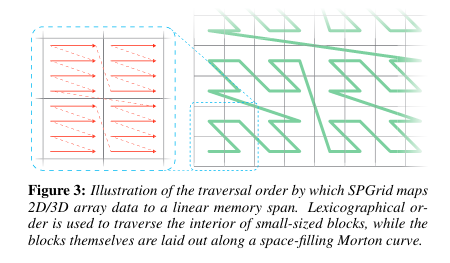 Figure 3: Illustration of the traversal order by which SPGrid maps
2D/3D array data to a linear memory span. Lexicographical or-
der is used to traverse the interior of small-sized blocks, while the
blocks themselves are laid out along a space-filling Morton curve.